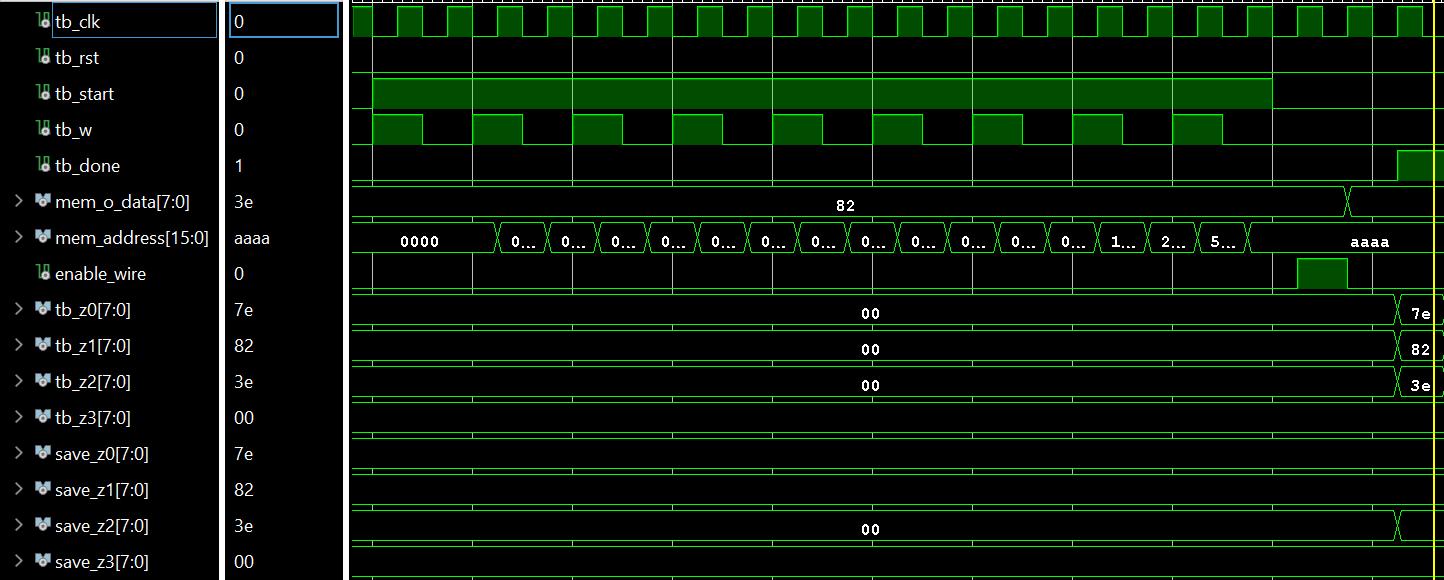 tb_clk 0
tb_rst 0
tb_start 0
tb_w 0
tb_done 1
mem_o_data[7:0] 3e 82
mem_address[15:0] aaaa 0000 0... 0... 0... 0... 0... 0... 0... 0... 0... 0... 0... 0... 1... 2... 5... aaaa
enable_wire 0
tb_z0[7:0] 7e 00 7e
tb_z1[7:0] 82 00 82
tb_z2[7:0] 3e 00 3e
tb_z3[7:0] 00
save_z0[7:0] 7e
save_z1[7:0] 82
save_z2[7:0] 3e 00
save_z3[7:0] 00